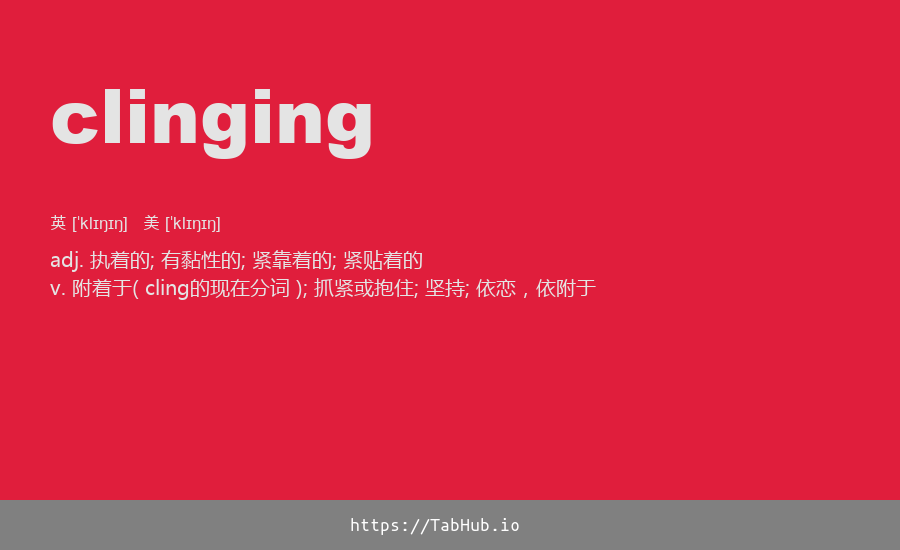 clinging
英 [ˈklɪŋɪŋ] 美 [ˈklɪŋɪŋ]
adj. 执着的; 有黏性的; 紧靠着的; 紧贴着的
v. 附着于( cling的现在分词 ); 抓紧或抱住; 坚持; 依恋，依附于
https://TabHub.io